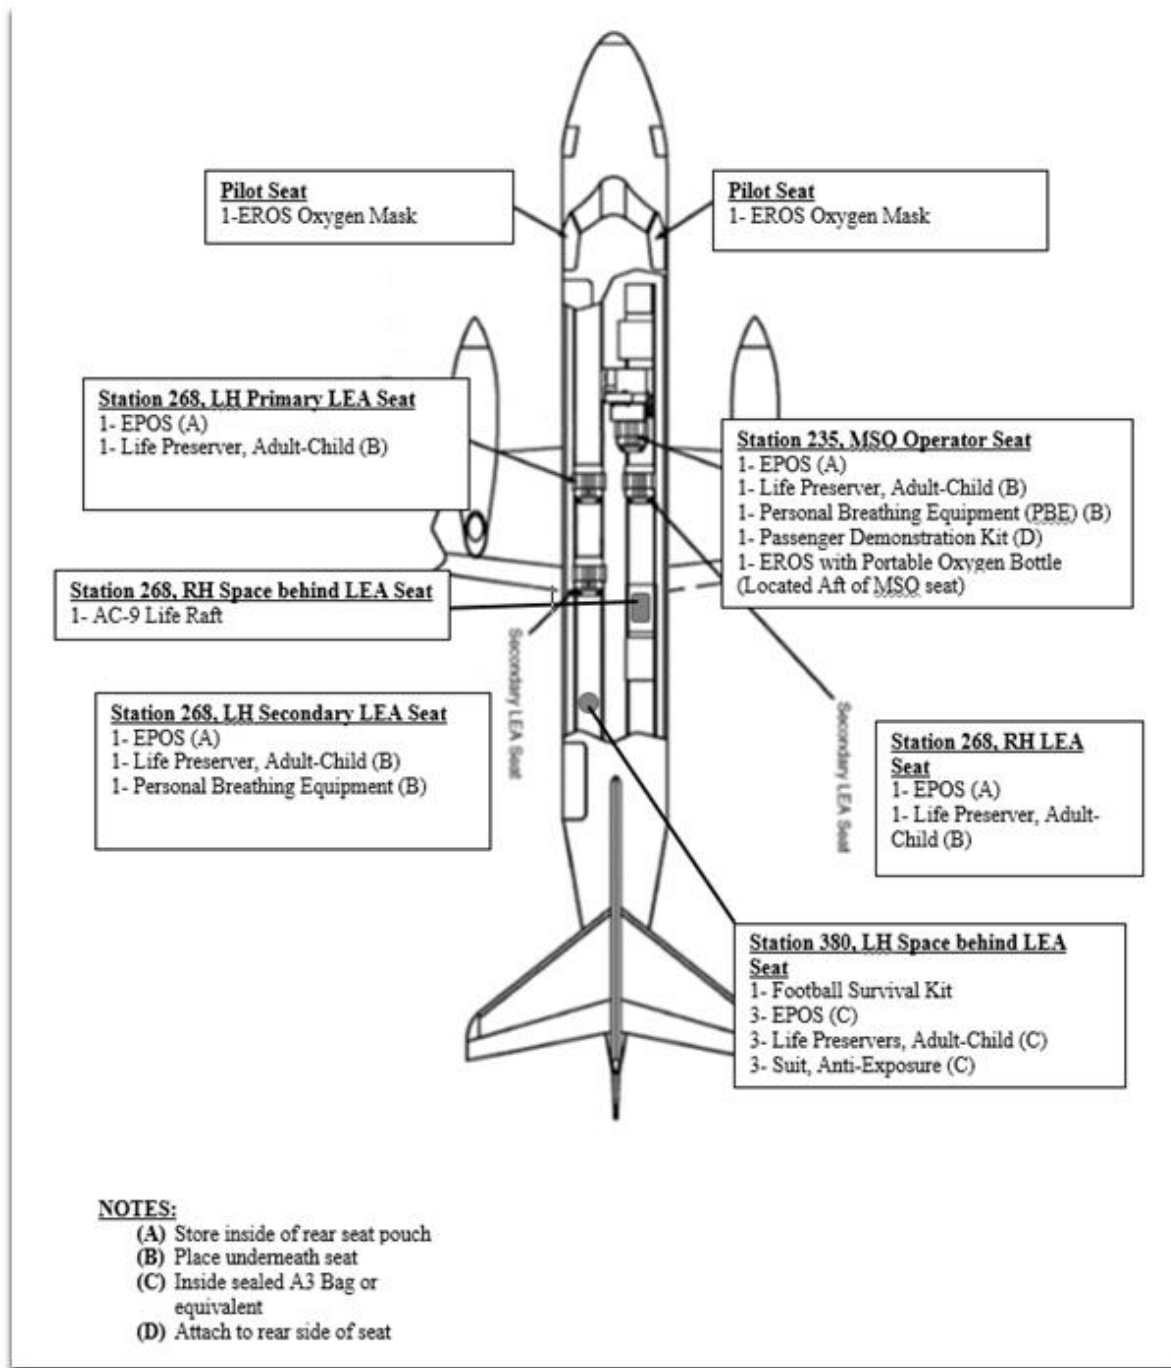 Pilot Seat
1-EROS Oxygen Mask
Pilot Seat
1- EROS Oxygen Mask
Station 268, LH Primary LEA Seat
1- EPOS (A)
1- Life Preserver, Adult-Child (B)
Station 235, MSO Operator Seat
1- EPOS (A)
1- Life Preserver, Adult-Child (B)
1- Personal Breathing Equipment (PBE) (B)
1- Passenger Demonstration Kit (D)
1- EROS with Portable Oxygen Bottle
(Located Aft of MSO seat)
Station 268, RH Space behind LEA Seat
1- AC-9 Life Raft
Secondary LEA Seat
Station 268, LH Secondary LEA Seat
1- EPOS (A)
1- Life Preserver, Adult-Child (B)
1- Personal Breathing Equipment (B)
Secondary LEA Seat
Station 268, RH LEA
Seat
1- EPOS (A)
1- Life Preserver, Adult-
Child (B)
Station 380, LH Space behind LEA
Seat
1- Football Survival Kit
3- EPOS (C)
3- Life Preservers, Adult-Child (C)
3- Suit, Anti-Exposure (C)
NOTES:
(A) Store inside of rear seat pouch
(B) Place underneath seat
(C) Inside sealed A3 Bag or
equivalent
(D) Attach to rear side of seat